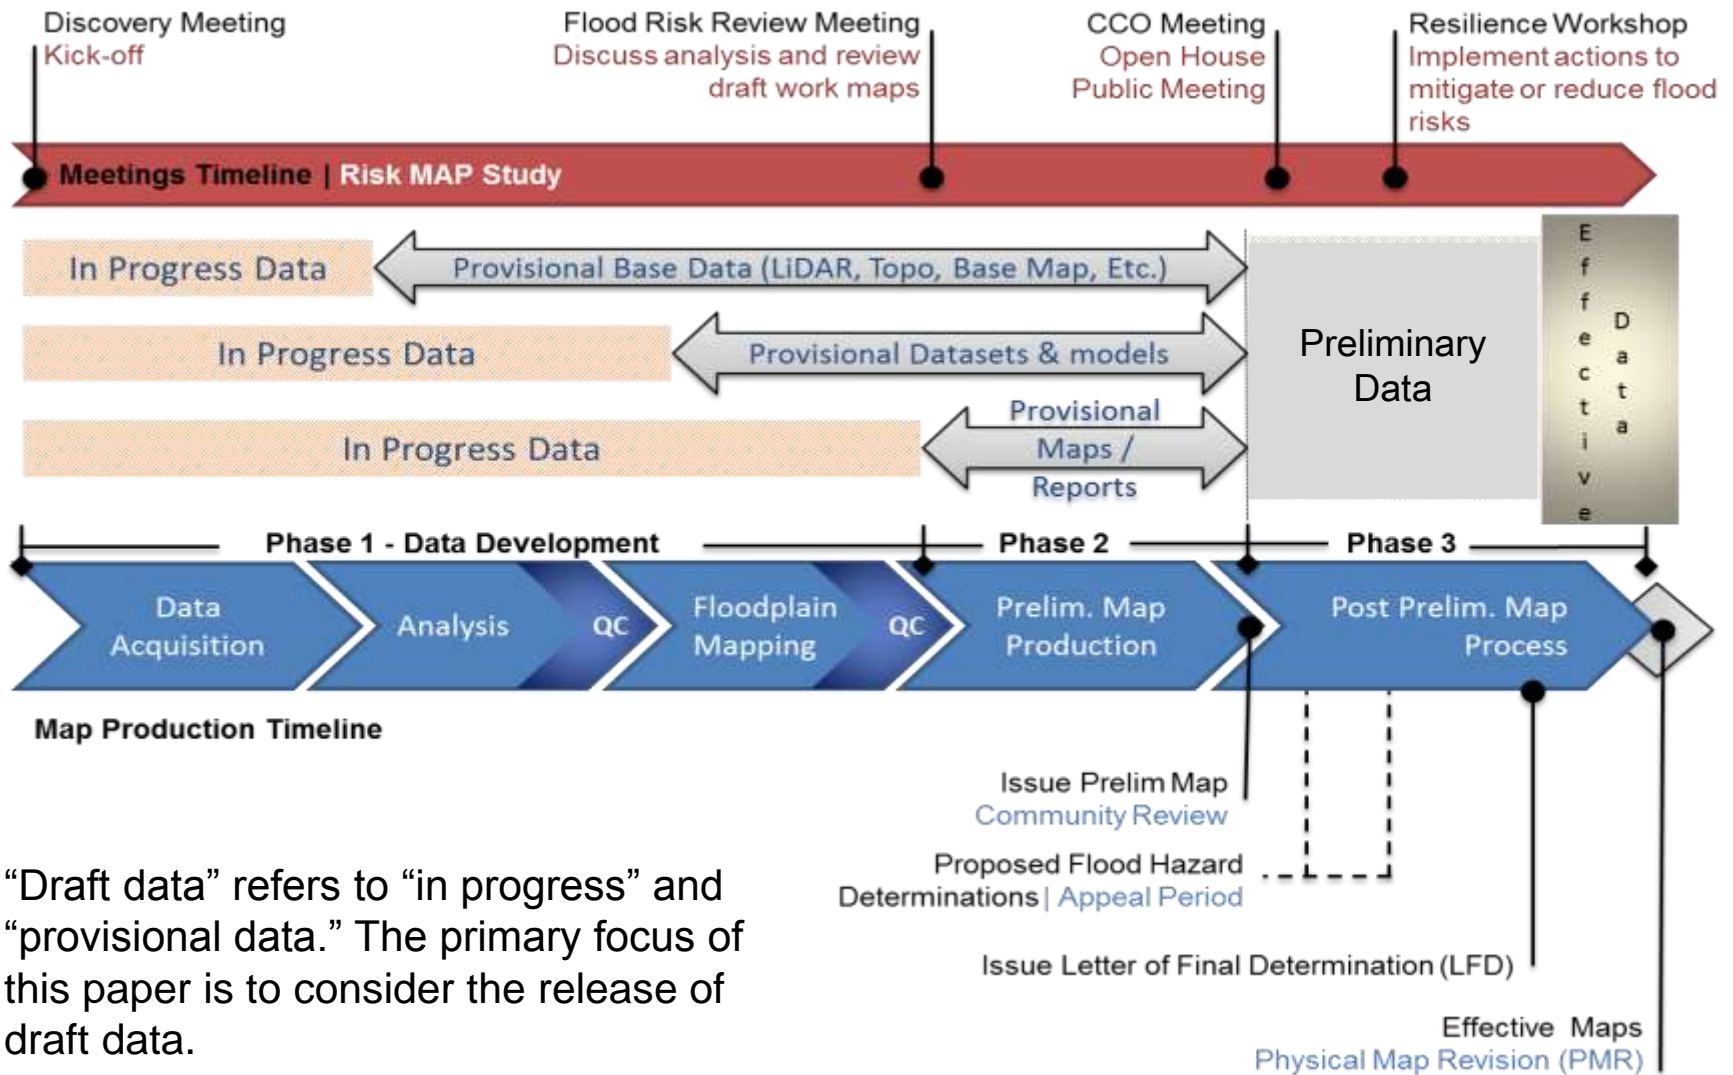 Discovery Meeting
Kick-off
Flood Risk Review Meeting
Discuss analysis and review
draft work maps
CCO Meeting
Open House
Public Meeting
Resilience Workshop
Implement actions to
mitigate or reduce flood
risks
Meetings Timeline | Risk MAP Study
In Progress Data
Provisional Base Data (LiDAR, Topo, Base Map, Etc.)
In Progress Data
Provisional Datasets & models
In Progress Data
Provisional
Maps /
Reports
Preliminary
Data
Effective
Data
Phase 1 - Data Development
Phase 2
Phase 3
Data
Acquisition
Analysis
QC
Floodplain
Mapping
QC
Prelim. Map
Production
Post Prelim. Map
Process
Map Production Timeline
Issue Prelim Map
Community Review
Proposed Flood Hazard
Determinations | Appeal Period
Issue Letter of Final Determination (LFD)
Effective Maps
Physical Map Revision (PMR)
“Draft data” refers to “in progress” and
“provisional data.” The primary focus of
this paper is to consider the release of
draft data.